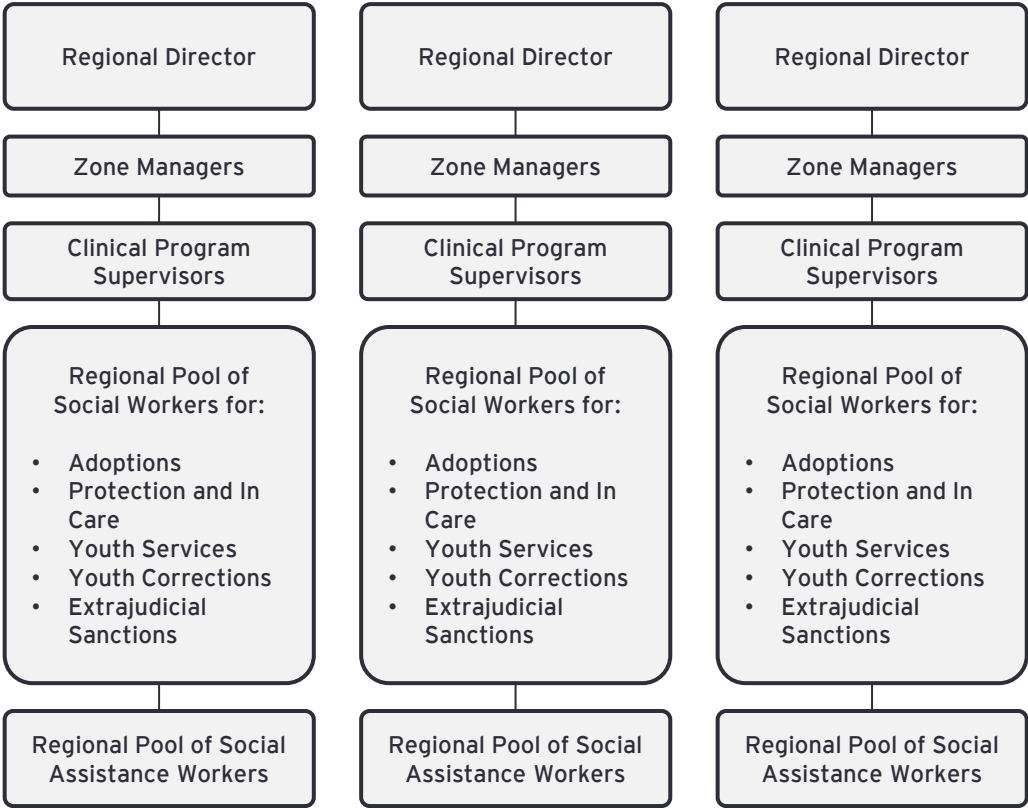 Regional Director
Zone Managers
Clinical Program
Supervisors
Regional Pool of
Social Workers for:
• Adoptions
• Protection and In
Care
• Youth Services
• Youth Corrections
• Extrajudicial
Sanctions
Regional Pool of Social
Assistance Workers
Regional Director
Zone Managers
Clinical Program
Supervisors
Regional Pool of
Social Workers for:
• Adoptions
• Protection and In
Care
• Youth Services
• Youth Corrections
• Extrajudicial
Sanctions
Regional Pool of Social
Assistance Workers
Regional Director
Zone Managers
Clinical Program
Supervisors
Regional Pool of
Social Workers for:
• Adoptions
• Protection and In
Care
• Youth Services
• Youth Corrections
• Extrajudicial
Sanctions
Regional Pool of Social
Assistance Workers